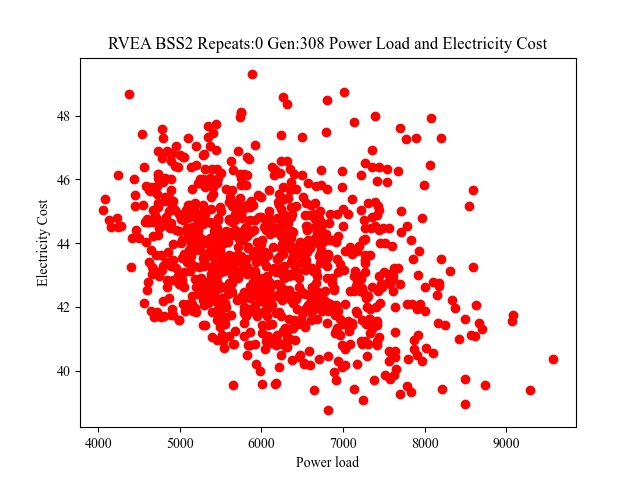 RVEA BSS2 Repeats:0 Gen:308 Power Load and Electricity Cost
48
46
44
42
40
Electricity Cost
4000 5000 6000 7000 8000 9000
Power load